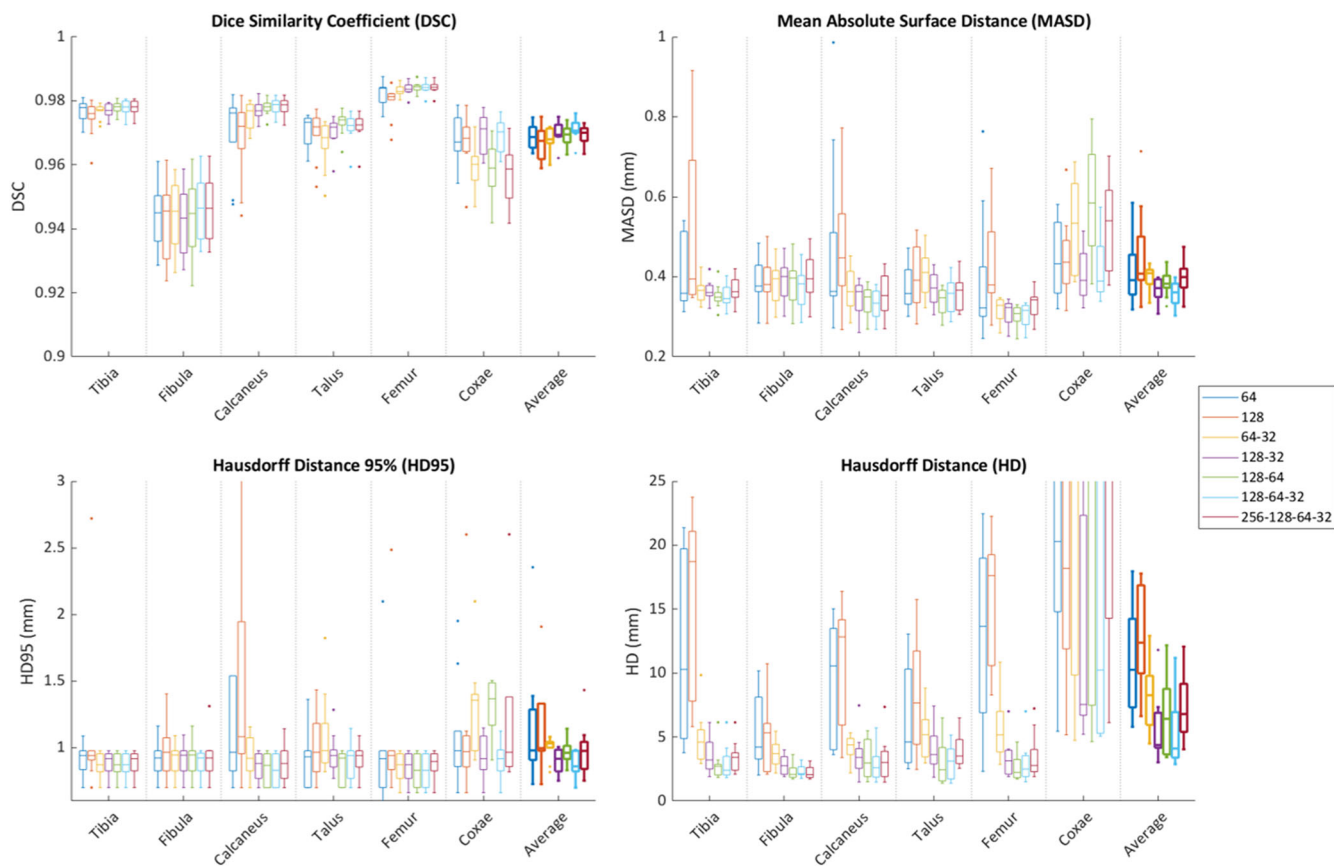 Dice Similarity Coefficient (DSC)
1
0.98
0.96
0.94
0.92
0.9
DSC
Tibia
Fibula
Calcaneus
Talus
Femur
Coxae
Average
Mean Absolute Surface Distance (MASD)
1
0.8
0.6
0.4
0.2
MASD (mm)
Tibia
Fibula
Calcaneus
Talus
Femur
Coxae
Average
64
128
64-32
128-32
128-64
128-64-32
256-128-64-32
Hausdorff Distance 95% (HD95)
3
2.5
2
1.5
1
HD95 (mm)
Tibia
Fibula
Calcaneus
Talus
Femur
Coxae
Average
Hausdorff Distance (HD)
25
20
15
10
5
0
HD (mm)
Tibia
Fibula
Calcaneus
Talus
Femur
Coxae
Average